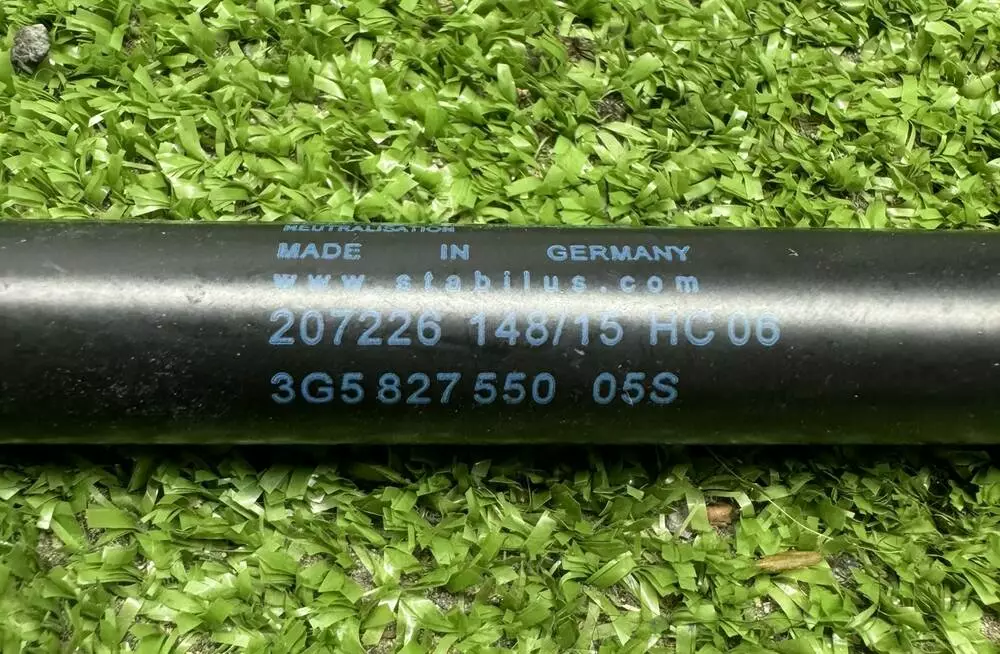 NEUTRALISATION
MADE IN GERMANY
www.stabilus.com
207226 148/15 HC 06
3G5 827 550 05S